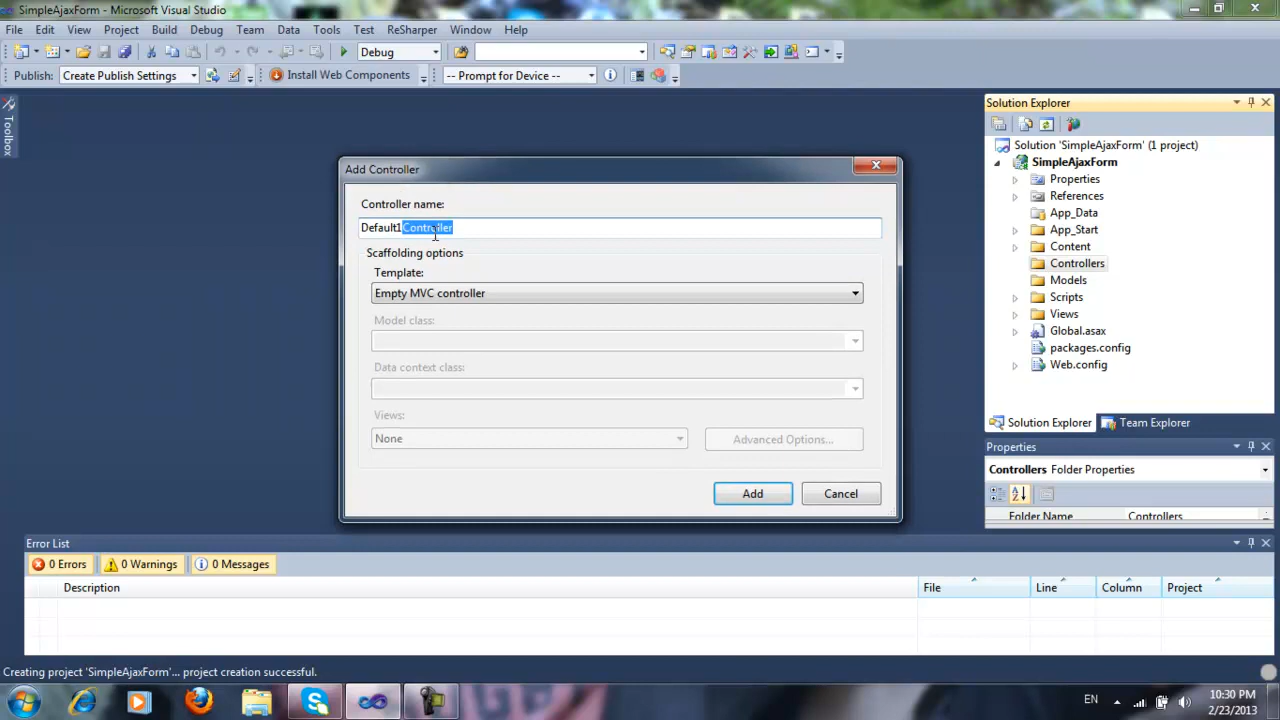 SimpleAjaxForm - Microsoft Visual Studio
File Edit View Project Build Debug Team Data Tools Test ReSharper Window Help
Debug
Publish: Create Publish Settings Install Web Components -- Prompt for Device --
Toolbox
Solution Explorer
Solution 'SimpleAjaxForm' (1 project)
SimpleAjaxForm
Properties
References
App_Data
App_Start
Content
Controllers
Models
Scripts
Views
Global.asax
packages.config
Web.config
Solution Explorer Team Explorer
Properties
Controllers Folder Properties
Folder Name Controllers
Add Controller
Controller name:
Default1Controller
Scaffolding options
Template:
Empty MVC controller
Model class:
Data context class:
Views:
None Advanced Options...
Add Cancel
Error List
0 Errors 0 Warnings 0 Messages
Description File Line Column Project
Creating project 'SimpleAjaxForm'... project creation successful.
EN 10:30 PM
2/23/2013